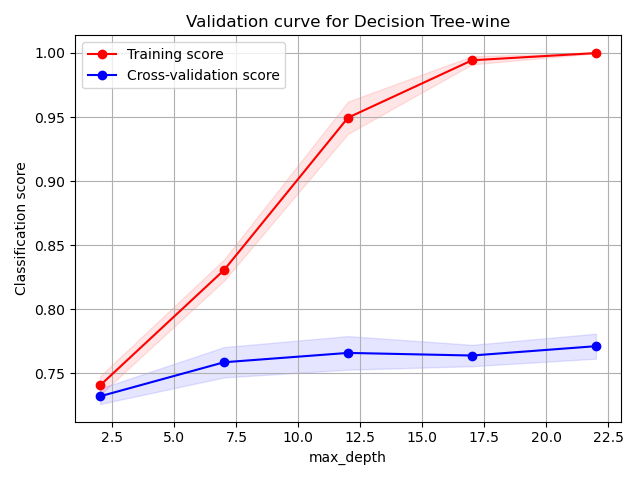 Validation curve for Decision Tree-wine
Training score
Cross-validation score
Classification score
1.00
0.95
0.90
0.85
0.80
0.75
2.5 5.0 7.5 10.0 12.5 15.0 17.5 20.0 22.5
max_depth